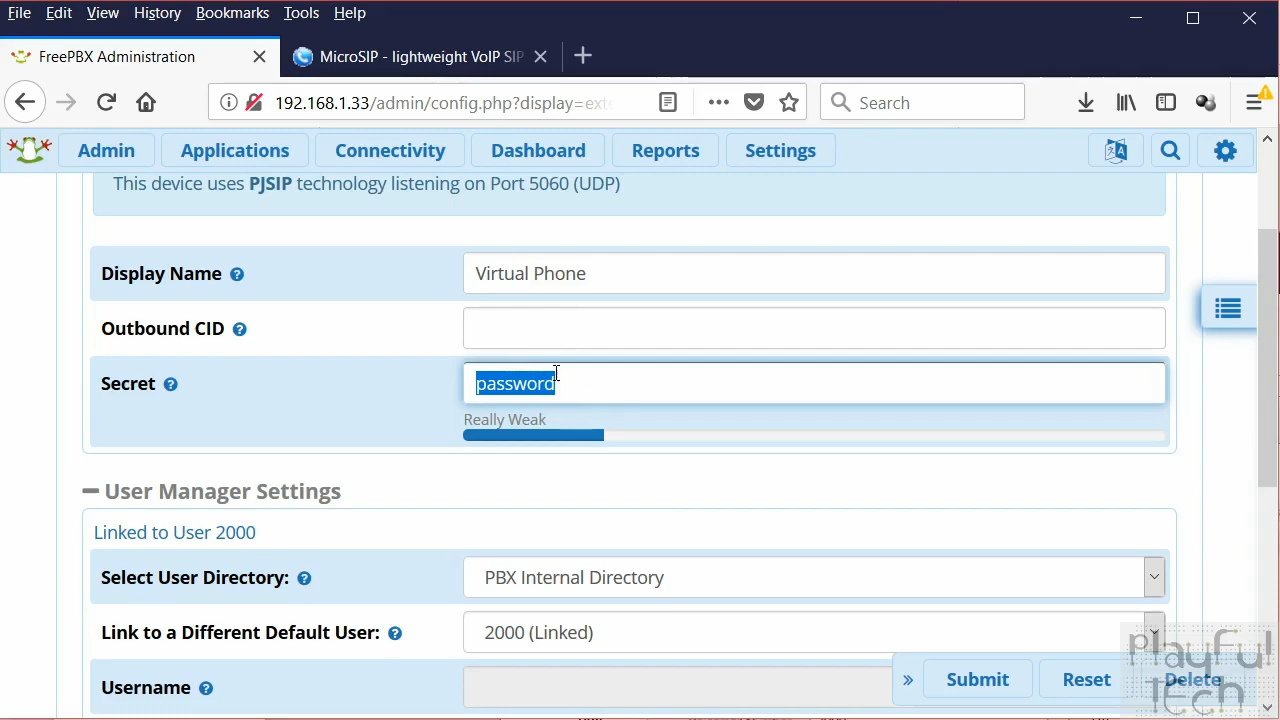 File Edit View History Bookmarks Tools Help
FreePBX Administration
MicroSIP - lightweight VoIP SIP
192.168.1.33/admin/config.php?display=exte
Search
Admin Applications Connectivity Dashboard Reports Settings
This device uses PJSIP technology listening on Port 5060 (UDP)
Display Name
Virtual Phone
Outbound CID
Secret
password
Really Weak
User Manager Settings
Linked to User 2000
Select User Directory:
PBX Internal Directory
Link to a Different Default User:
2000 (Linked)
Username
» Submit Reset Delete
playful
tech